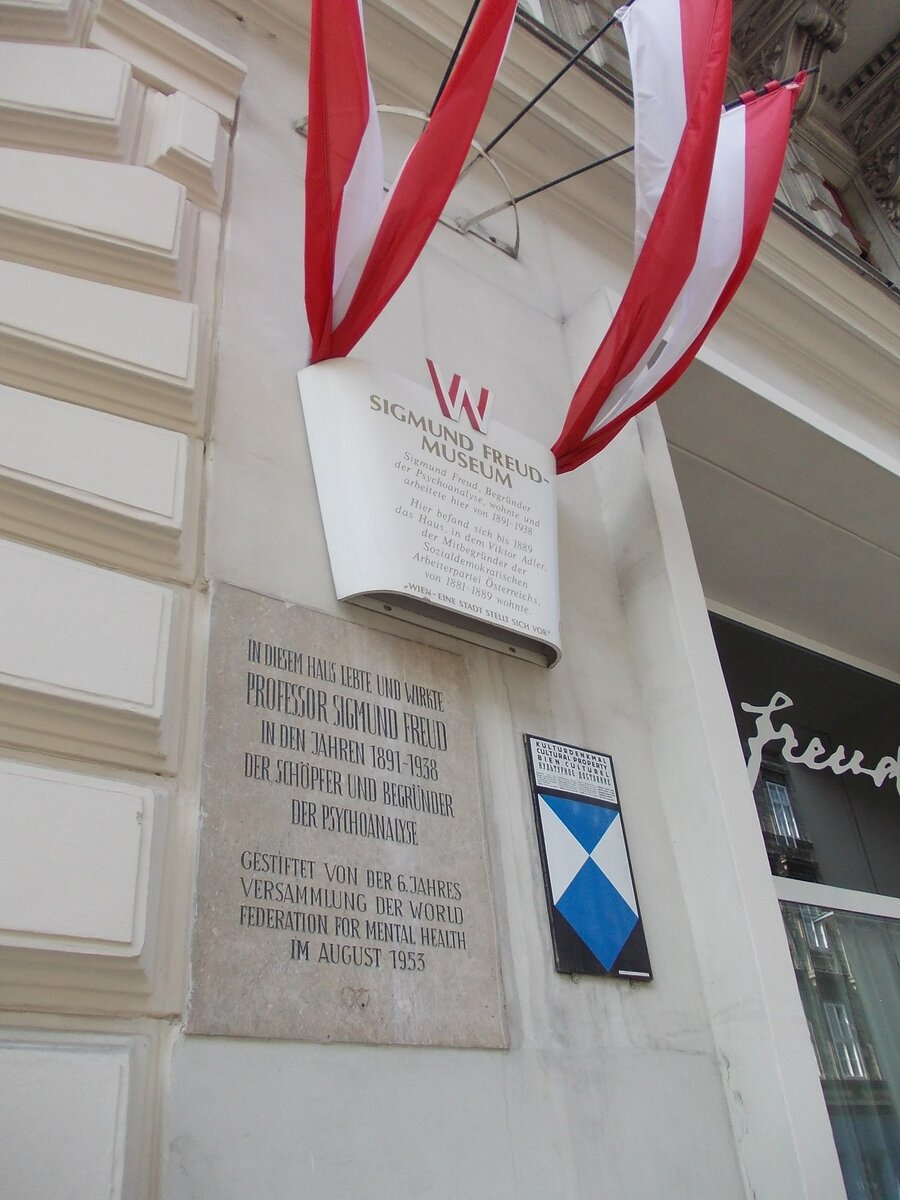 W
SIGMUND FREUD-
MUSEUM
Sigmund Freud, Begründer
der Psychoanalyse, wohnte und
arbeitete hier von 1891-1938.
Hier befand sich bis 1889
das Haus, in dem Viktor Adler,
der Mitbegründer der
Sozialdemokratischen
Arbeiterpartei Österreichs,
von 1881-1889 wohnte.
„WIEN-EINE STADT STELLT SICH VOR"
IN DIESEM HAUS LEBTE UND WIRKTE
PROFESSOR SIGMUND FREUD
IN DEN JAHREN 1891-1938
DER SCHÖPFER UND BEGRÜNDER
DER PSYCHOANALYSE
GESTIFTET VON DER 6.JAHRES
VERSAMMLUNG DER WORLD
FEDERATION FOR MENTAL HEALTH
IM AUGUST 1953
KULTURDENKMAL
CULTURAL PROPERTY
BIEN CULTUREL
freud